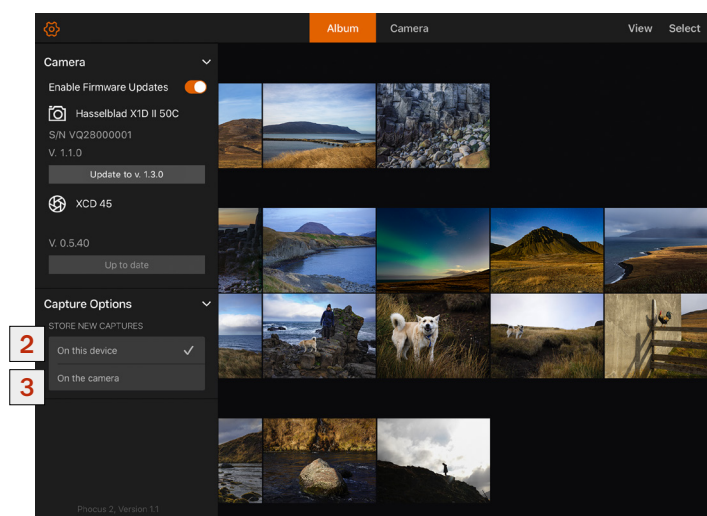 Album
Camera
View
Select
Camera
Enable Firmware Updates
Hasselblad X1D II 50C
S/N VQ28000001
V. 1.1.0
Update to v. 1.3.0
XCD 45
V. 0.5.40
Up to date
Capture Options
STORE NEW CAPTURES
2
On this device
3
On the camera
Phocus 2, Version 1.1